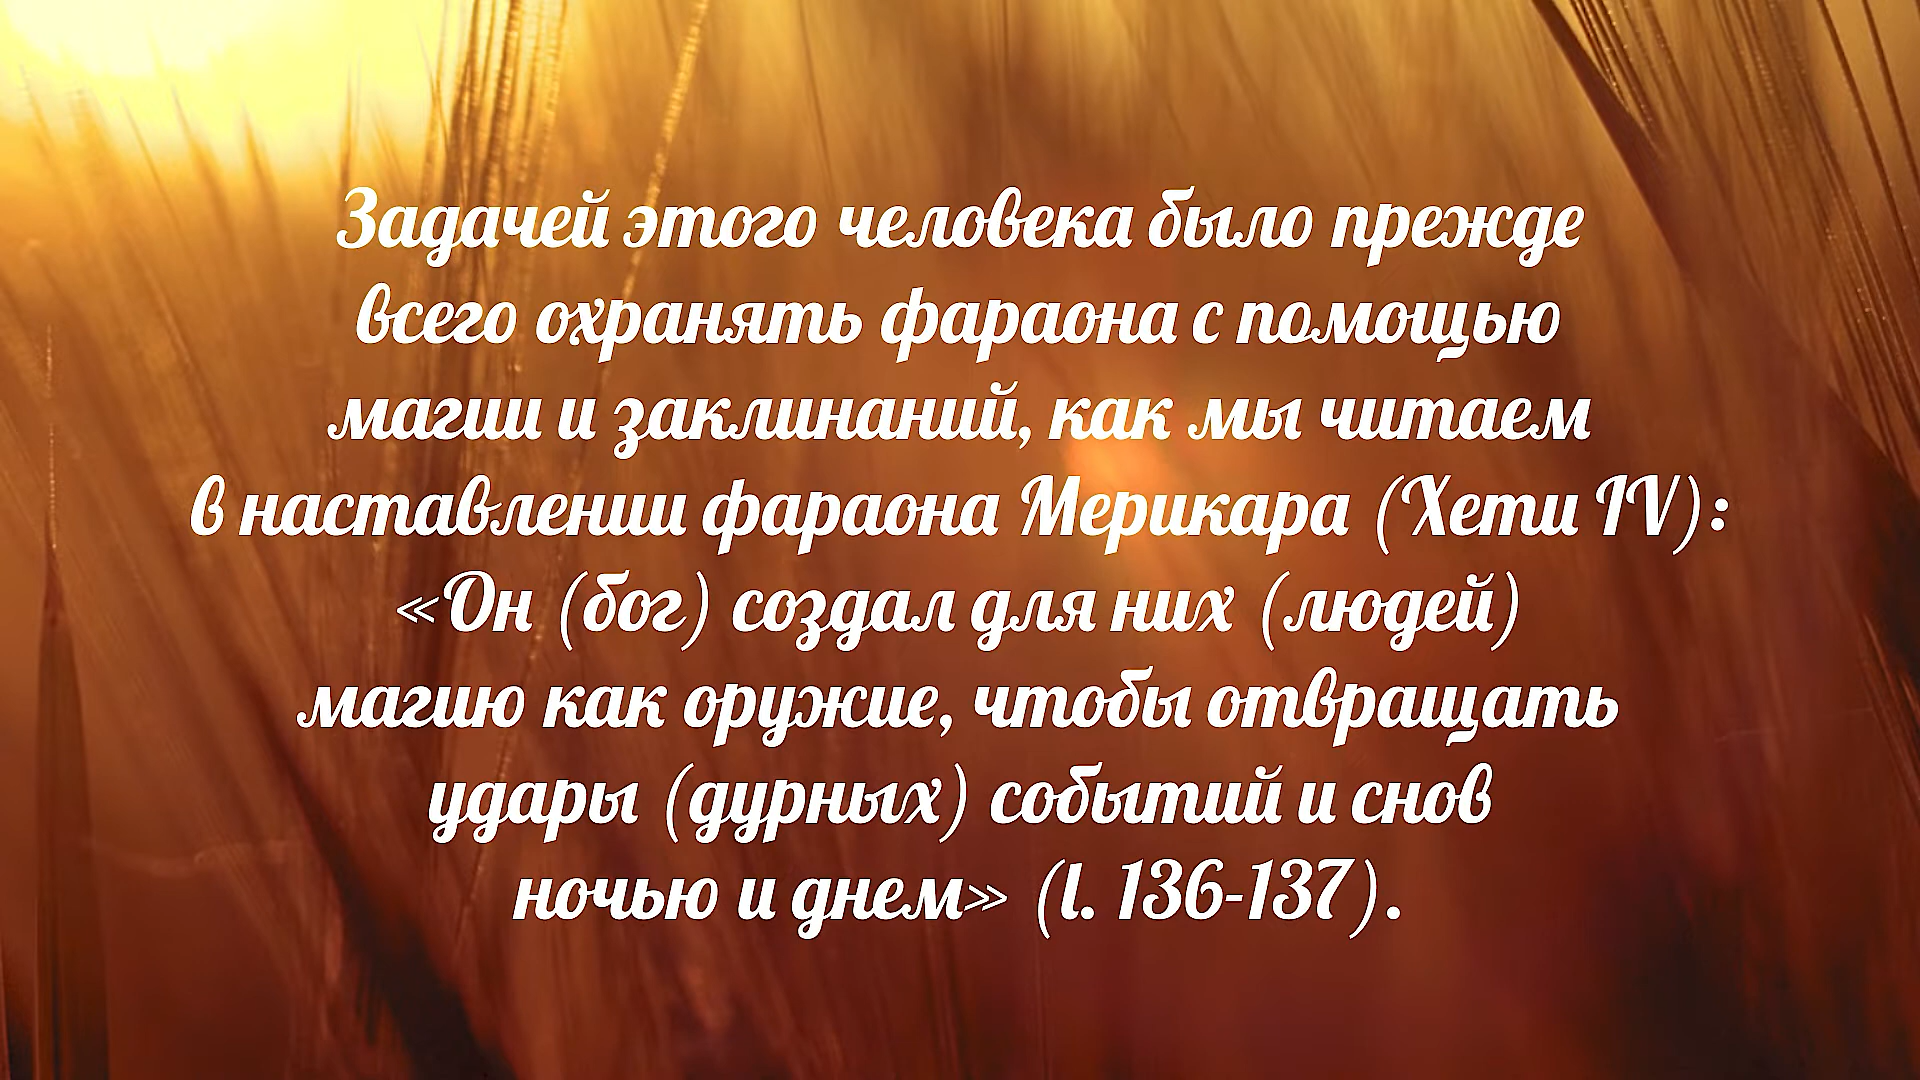 Задачей этого человека было прежде
всего охранять фараона с помощью
магии и заклинаний, как мы читаем
в наставлении фараона Мерикара (Хети IV):
«Он (бог) создал для них (людей)
магию как оружие, чтобы отвращать
удары (дурных) событий и снов
ночью и днем» (l. 136-137).